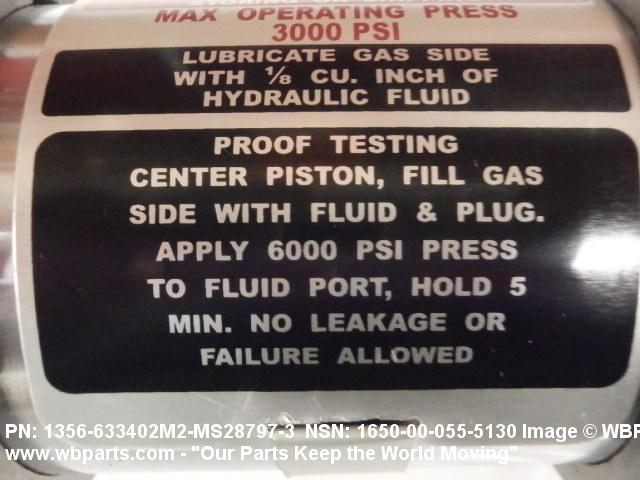 MAX OPERATING PRESS
3000 PSI
LUBRICATE GAS SIDE
WITH ⅛ CU. INCH OF
HYDRAULIC FLUID
PROOF TESTING
CENTER PISTON, FILL GAS
SIDE WITH FLUID & PLUG.
APPLY 6000 PSI PRESS
TO FLUID PORT, HOLD 5
MIN. NO LEAKAGE OR
FAILURE ALLOWED
PN: 1356-633402M2-MS28797-3 NSN: 1650-00-055-5130 Image © WBP
www.wbparts.com - "Our Parts Keep the World Moving"